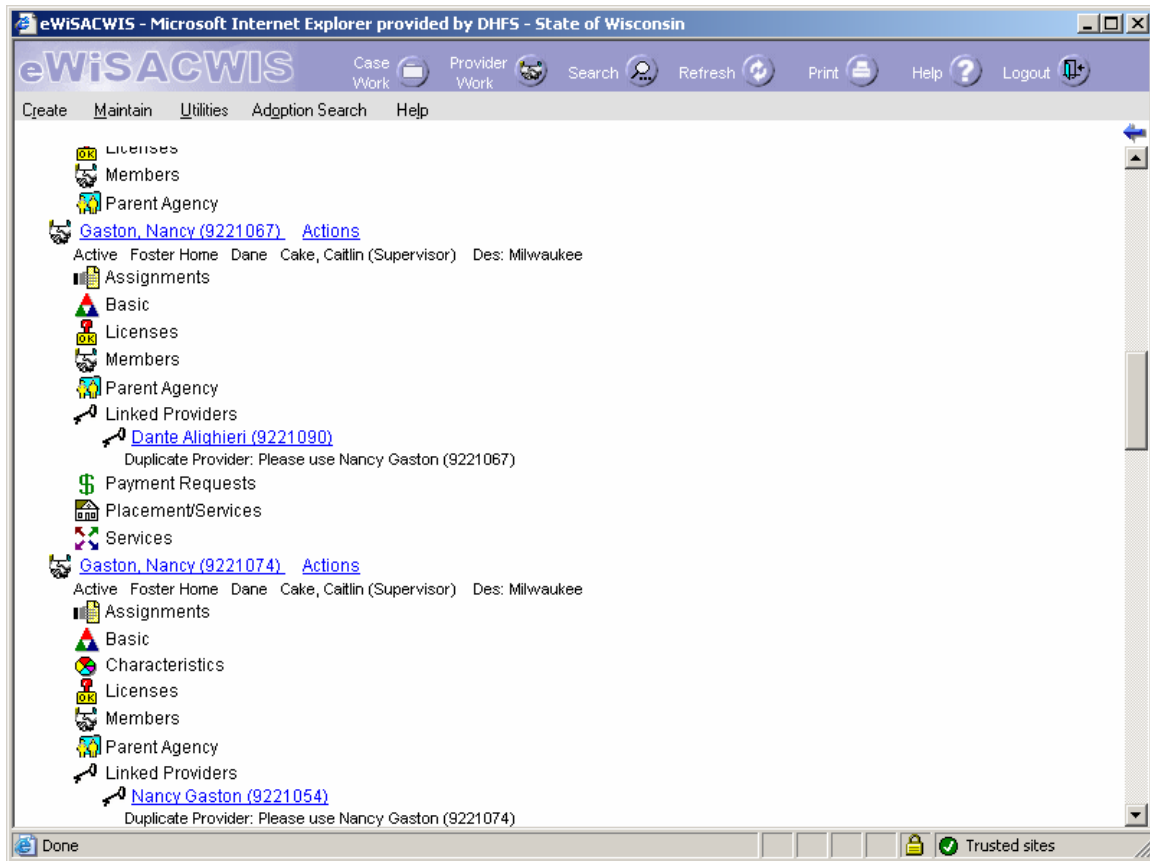 eWiSACWIS - Microsoft Internet Explorer provided by DHFS - State of Wisconsin
eWiSACWIS Case Work Provider Work Search Refresh Print Help Logout
Create Maintain Utilities Adoption Search Help
OK Licenses
Members
Parent Agency
Gaston, Nancy (9221067) Actions
Active Foster Home Dane Cake, Caitlin (Supervisor) Des: Milwaukee
Assignments
Basic
OK Licenses
Members
Parent Agency
Linked Providers
Dante Alighieri (9221090)
Duplicate Provider: Please use Nancy Gaston (9221067)
$ Payment Requests
Placement/Services
Services
Gaston, Nancy (9221074) Actions
Active Foster Home Dane Cake, Caitlin (Supervisor) Des: Milwaukee
Assignments
Basic
Characteristics
OK Licenses
Members
Parent Agency
Linked Providers
Nancy Gaston (9221054)
Duplicate Provider: Please use Nancy Gaston (9221074)
Done Trusted sites